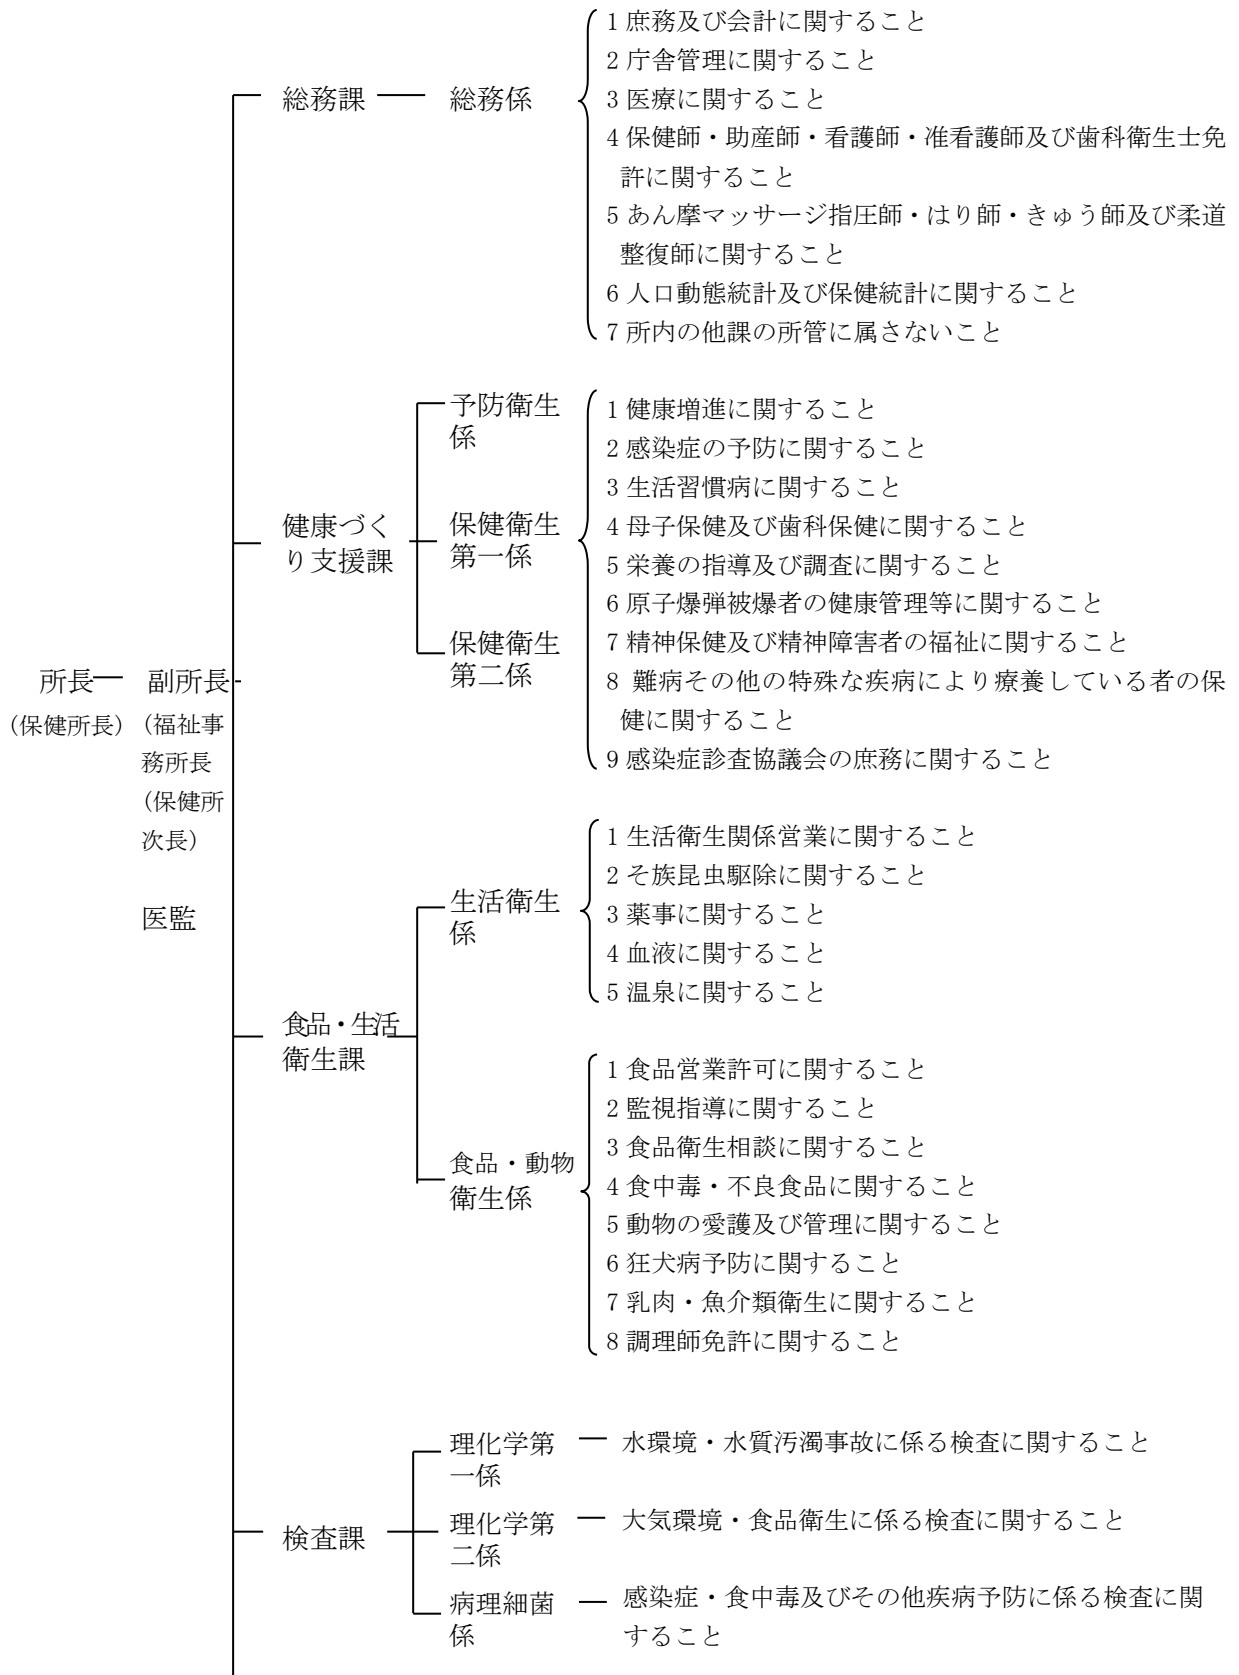 所長
(保健所長)
副所長
(福祉事
務所長
(保健所
次長)
医監
総務課
総務係
1 庶務及び会計に関すること
2 庁舎管理に関すること
3 医療に関すること
4 保健師・助産師・看護師・准看護師及び歯科衛生士免
許に関すること
5 あん摩マッサージ指圧師・はり師・きゅう師及び柔道
整復師に関すること
6 人口動態統計及び保健統計に関すること
7 所内の他課の所管に属さないこと
健康づく
り支援課
予防衛生
係
保健衛生
第一係
保健衛生
第二係
1 健康増進に関すること
2 感染症の予防に関すること
3 生活習慣病に関すること
4 母子保健及び歯科保健に関すること
5 栄養の指導及び調査に関すること
6 原子爆弾被爆者の健康管理等に関すること
7 精神保健及び精神障害者の福祉に関すること
8 難病その他の特殊な疾病により療養している者の保
健に関すること
9 感染症診査協議会の庶務に関すること
食品・生活
衛生課
生活衛生
係
1 生活衛生関係営業に関すること
2 そ族昆虫駆除に関すること
3 薬事に関すること
4 血液に関すること
5 温泉に関すること
食品・動物
衛生係
1 食品営業許可に関すること
2 監視指導に関すること
3 食品衛生相談に関すること
4 食中毒・不良食品に関すること
5 動物の愛護及び管理に関すること
6 狂犬病予防に関すること
7 乳肉・魚介類衛生に関すること
8 調理師免許に関すること
検査課
理化学第
一係
水環境・水質汚濁事故に係る検査に関すること
理化学第
二係
大気環境・食品衛生に係る検査に関すること
病理細菌
係
感染症・食中毒及びその他疾病予防に係る検査に関
すること